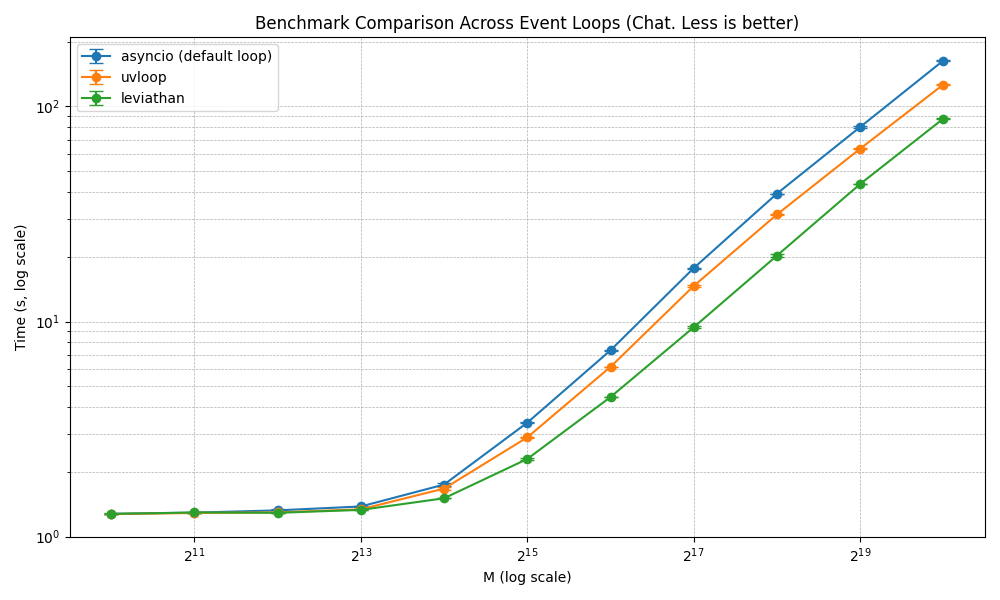 Benchmark Comparison Across Event Loops (Chat. Less is better)
asyncio (default loop)
uvloop
leviathan
Time (s, log scale)
10²
10¹
10⁰
2¹¹ 2¹³ 2¹⁵ 2¹⁷ 2¹⁹
M (log scale)